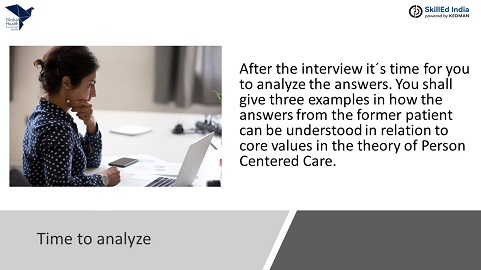 Global
Health
SkillEd India
powered by KEDMAN
After the interview it´s time for you
to analyze the answers. You shall
give three examples in how the
answers from the former patient
can be understood in relation to
core values in the theory of Person
Centered Care.
Time to analyze